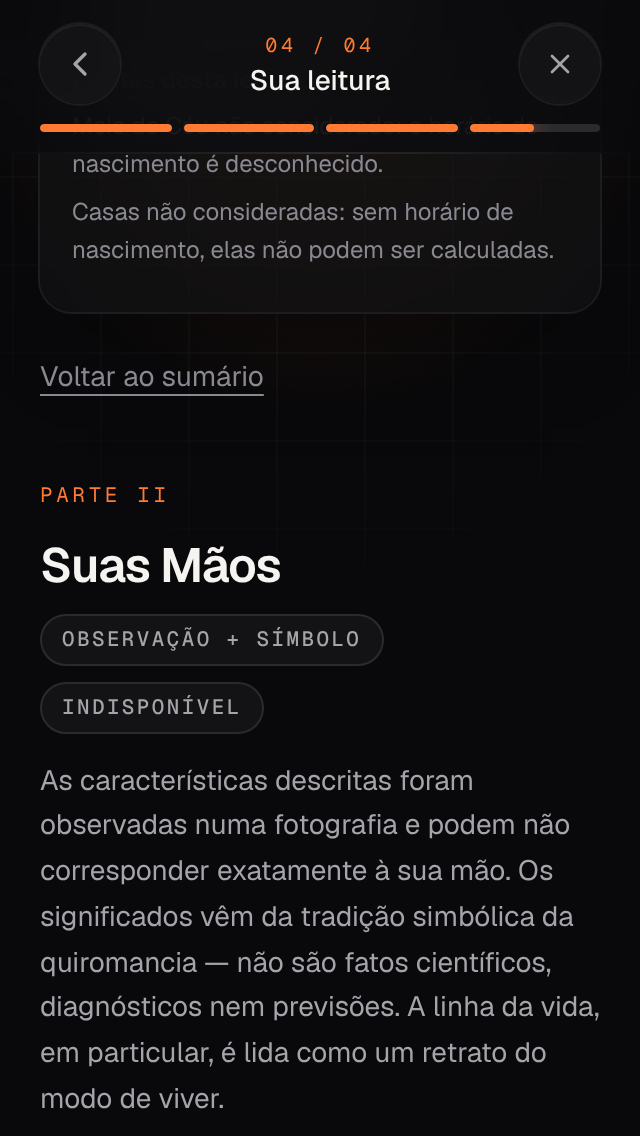 04 / 04
Sua leitura
nascimento é desconhecido.
Casas não consideradas: sem horário de
nascimento, elas não podem ser calculadas.
Voltar ao sumário
PARTE II
Suas Mãos
OBSERVAÇÃO + SÍMBOLO
INDISPONÍVEL
As características descritas foram
observadas numa fotografia e podem não
corresponder exatamente à sua mão. Os
significados vêm da tradição simbólica da
quiromancia — não são fatos científicos,
diagnósticos nem previsões. A linha da vida,
em particular, é lida como um retrato do
modo de viver.